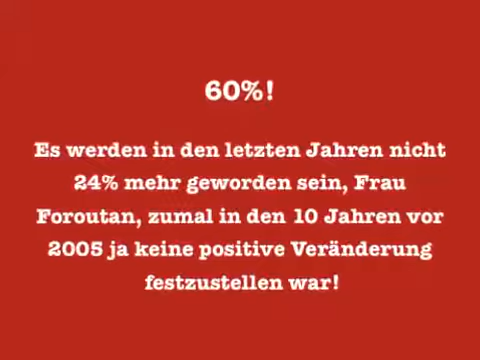 60%!
Es werden in den letzten Jahren nicht
24% mehr geworden sein, Frau
Foroutan, zumal in den 10 Jahren vor
2005 ja keine positive Veränderung
festzustellen war!